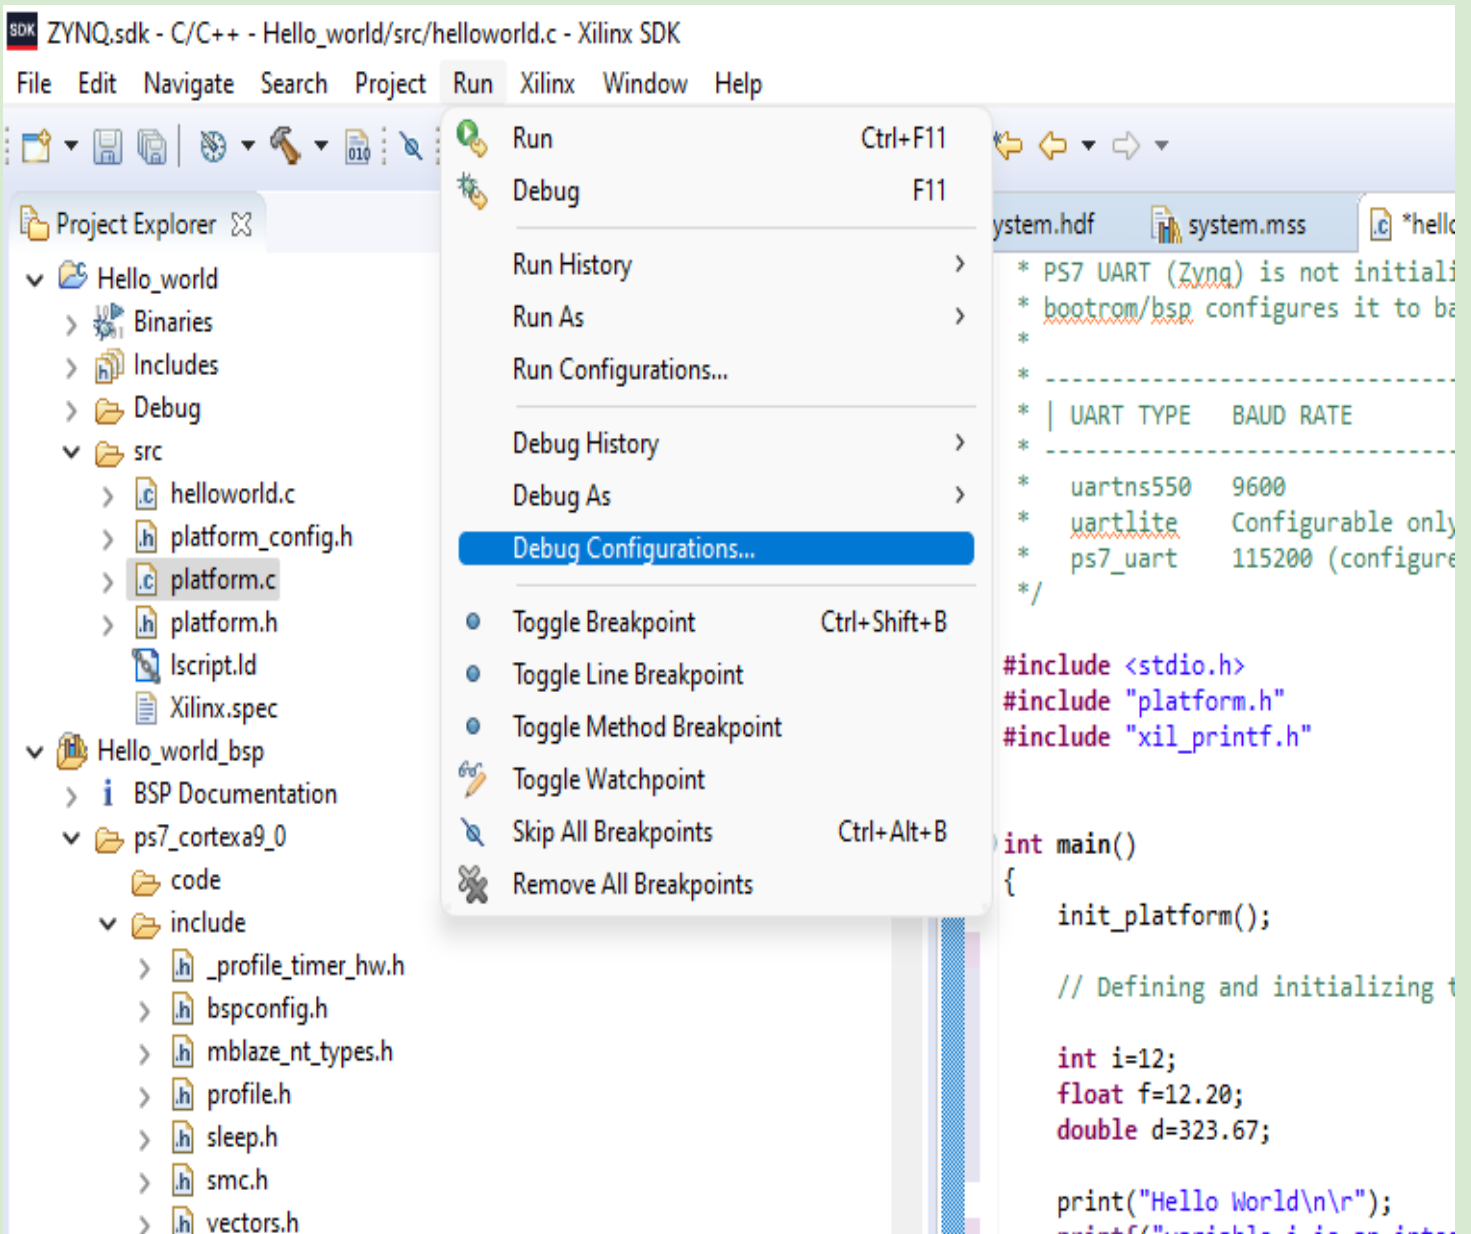 SDK ZYNQ.sdk - C/C++ - Hello_world/src/helloworld.c - Xilinx SDK
File Edit Navigate Search Project Run Xilinx Window Help
010
Run Ctrl+F11
Debug F11
Run History
Run As
Run Configurations...
Debug History
Debug As
Debug Configurations...
Toggle Breakpoint Ctrl+Shift+B
Toggle Line Breakpoint
Toggle Method Breakpoint
Toggle Watchpoint
Skip All Breakpoints Ctrl+Alt+B
Remove All Breakpoints
Project Explorer
Hello_world
Binaries
Includes
Debug
src
helloworld.c
platform_config.h
platform.c
platform.h
lscript.ld
Xilinx.spec
Hello_world_bsp
BSP Documentation
ps7_cortexa9_0
code
include
_profile_timer_hw.h
bspconfig.h
mblaze_nt_types.h
profile.h
sleep.h
smc.h
vectors.h
ystem.hdf system.mss *hello
* PS7 UART (Zynq) is not initiali
* bootrom/bsp configures it to ba
*
* -------------------------------
* | UART TYPE BAUD RATE
* -------------------------------
* uartns550 9600
* uartlite Configurable only
* ps7_uart 115200 (configure
*/
#include <stdio.h>
#include "platform.h"
#include "xil_printf.h"
int main()
{
init_platform();
// Defining and initializing t
int i=12;
float f=12.20;
double d=323.67;
print("Hello World\n\r");
printf("variable i is an integ